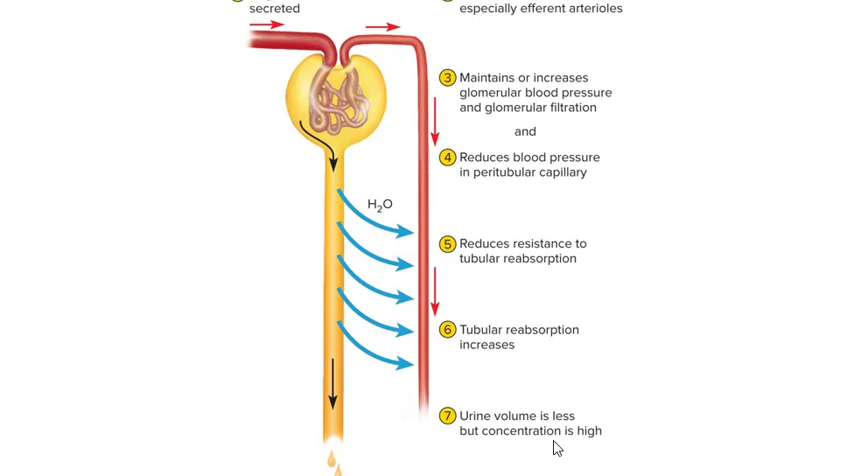 secreted
especially efferent arterioles
3 Maintains or increases
glomerular blood pressure
and glomerular filtration
and
4 Reduces blood pressure
in peritubular capillary
H₂O
5 Reduces resistance to
tubular reabsorption
6 Tubular reabsorption
increases
7 Urine volume is less
but concentration is high